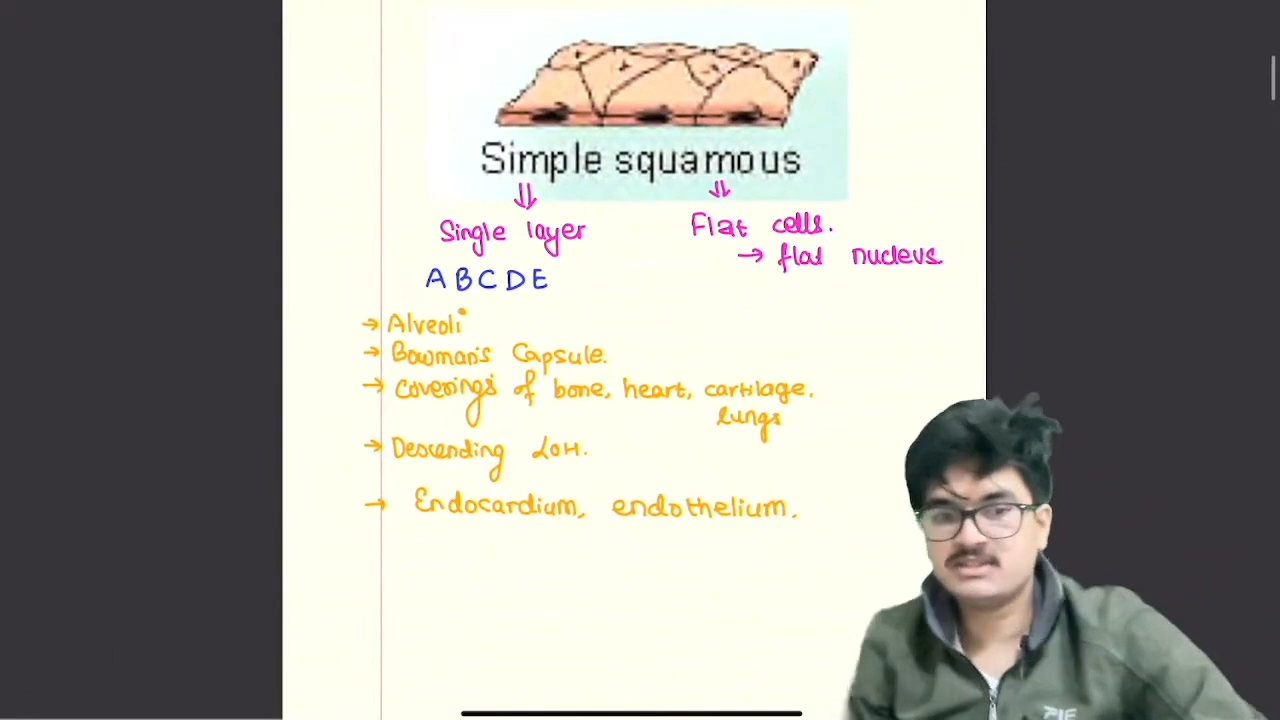 Simple squamous
⇓ ⇓
Single layer Flat cells.
→ flat nucleus
A B C D E
→ Alveoli
→ Bowman's Capsule.
→ Coverings of bone, heart, cartilage.
lungs
→ Descending LOH.
→ Endocardium, endothelium.